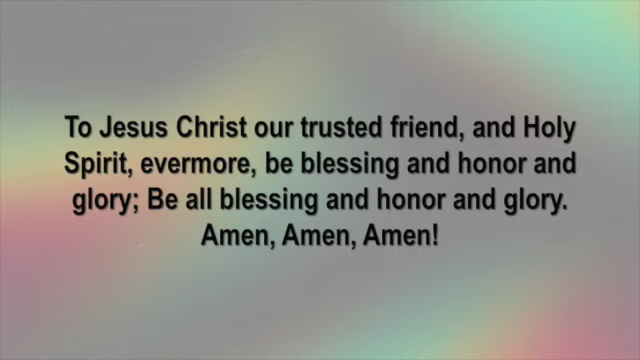 To Jesus Christ our trusted friend, and Holy
Spirit, evermore, be blessing and honor and
glory; Be all blessing and honor and glory.
Amen, Amen, Amen!